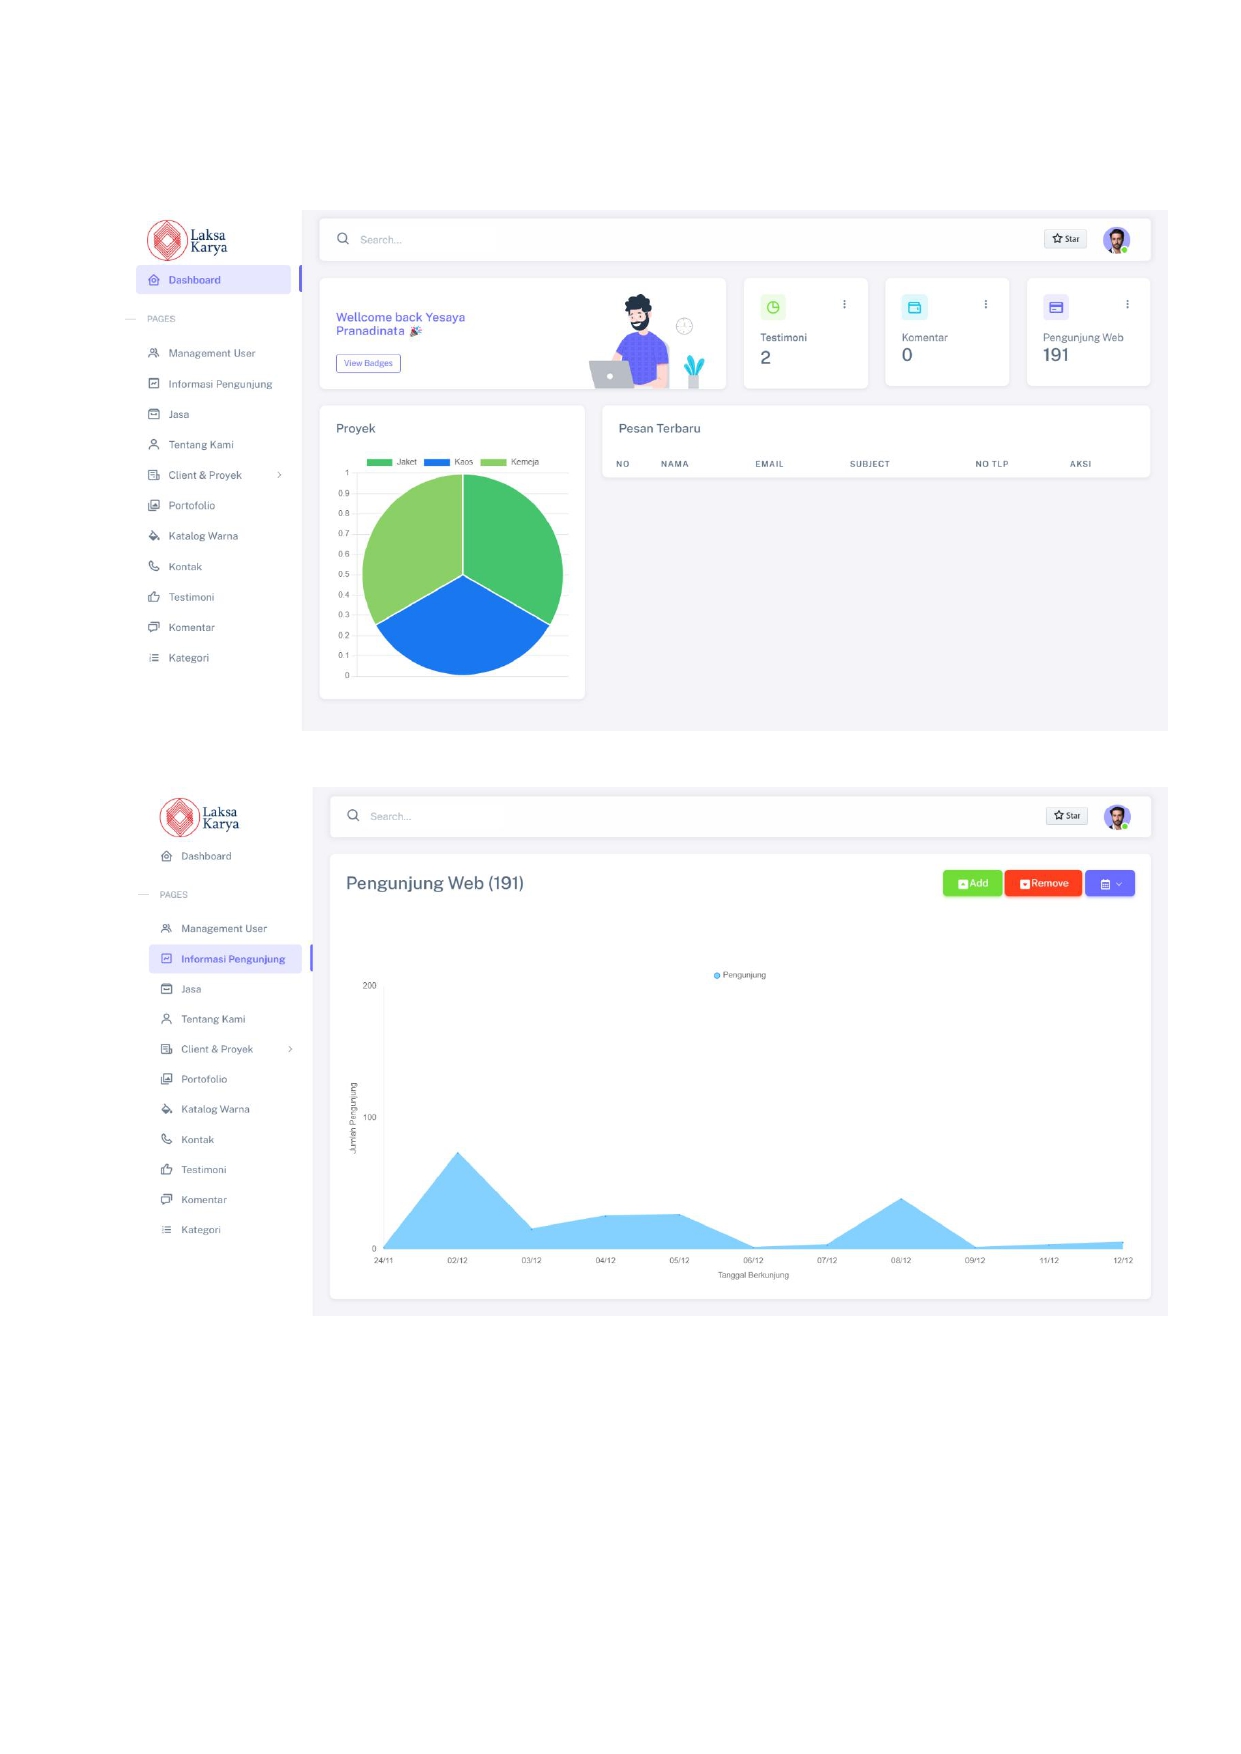 Laksa
Karya
Search...
Star
Dashboard
PAGES
Management User
Informasi Pengunjung
Jasa
Tentang Kami
Client & Proyek
Portofolio
Katalog Warna
Kontak
Testimoni
Komentar
Kategori
Wellcome back Yesaya
Pranadinata
View Badges
Testimoni
2
Komentar
0
Pengunjung Web
191
Proyek
Jaket Kaos Kemeja
1
0.9
0.8
0.7
0.6
0.5
0.4
0.3
0.2
0.1
0
Pesan Terbaru
NO NAMA EMAIL SUBJECT NO TLP AKSI
Laksa
Karya
Search...
Star
Dashboard
PAGES
Management User
Informasi Pengunjung
Jasa
Tentang Kami
Client & Proyek
Portofolio
Katalog Warna
Kontak
Testimoni
Komentar
Kategori
Pengunjung Web (191)
Add Remove
Pengunjung
200
100
0
Jumlah Pengunjung
24/11 02/12 03/12 04/12 05/12 06/12 07/12 08/12 09/12 11/12 12/12
Tanggal Berkunjung